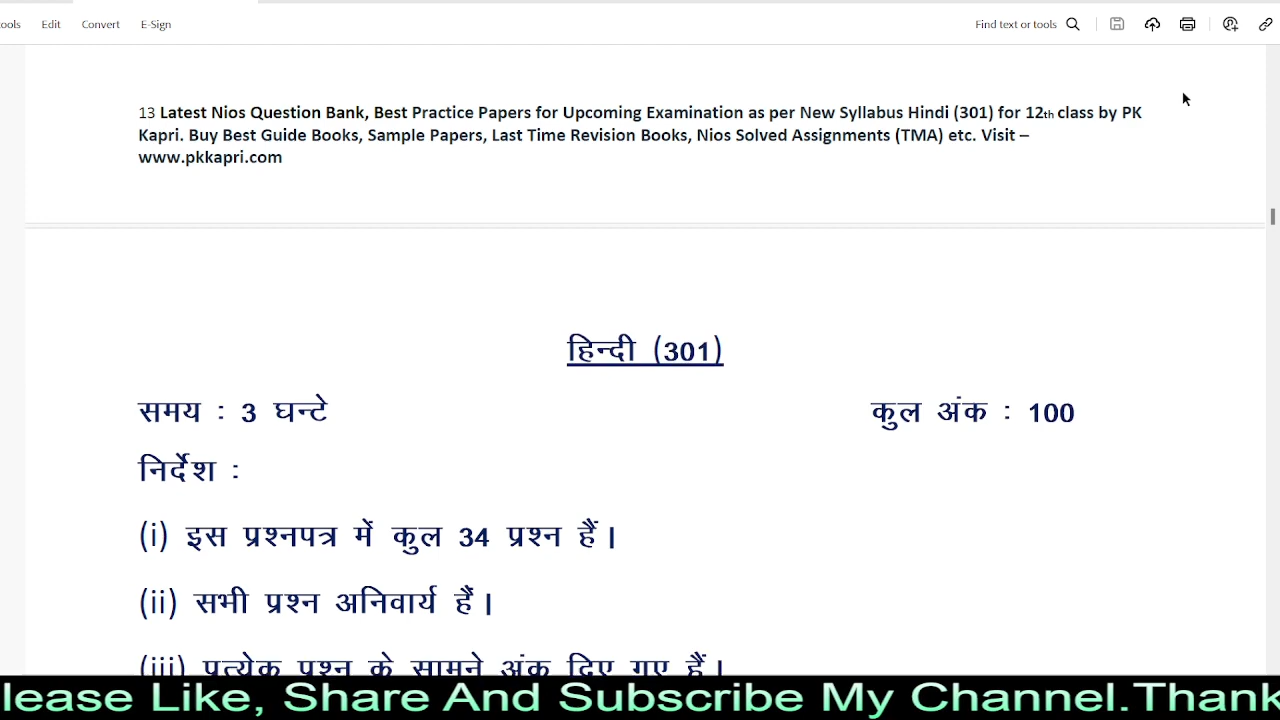 ools Edit Convert E-Sign Find text or tools
13 Latest Nios Question Bank, Best Practice Papers for Upcoming Examination as per New Syllabus Hindi (301) for 12th class by PK
Kapri. Buy Best Guide Books, Sample Papers, Last Time Revision Books, Nios Solved Assignments (TMA) etc. Visit –
www.pkkapri.com
हिन्दी (301)
समय : 3 घन्टे कुल अंक : 100
निर्देश :
(i) इस प्रश्नपत्र में कुल 34 प्रश्न हैं।
(ii) सभी प्रश्न अनिवार्य हैं।
(iii) प्रत्येक प्रश्न के सामने अंक दिए गए हैं।
lease Like, Share And Subscribe My Channel.Thank